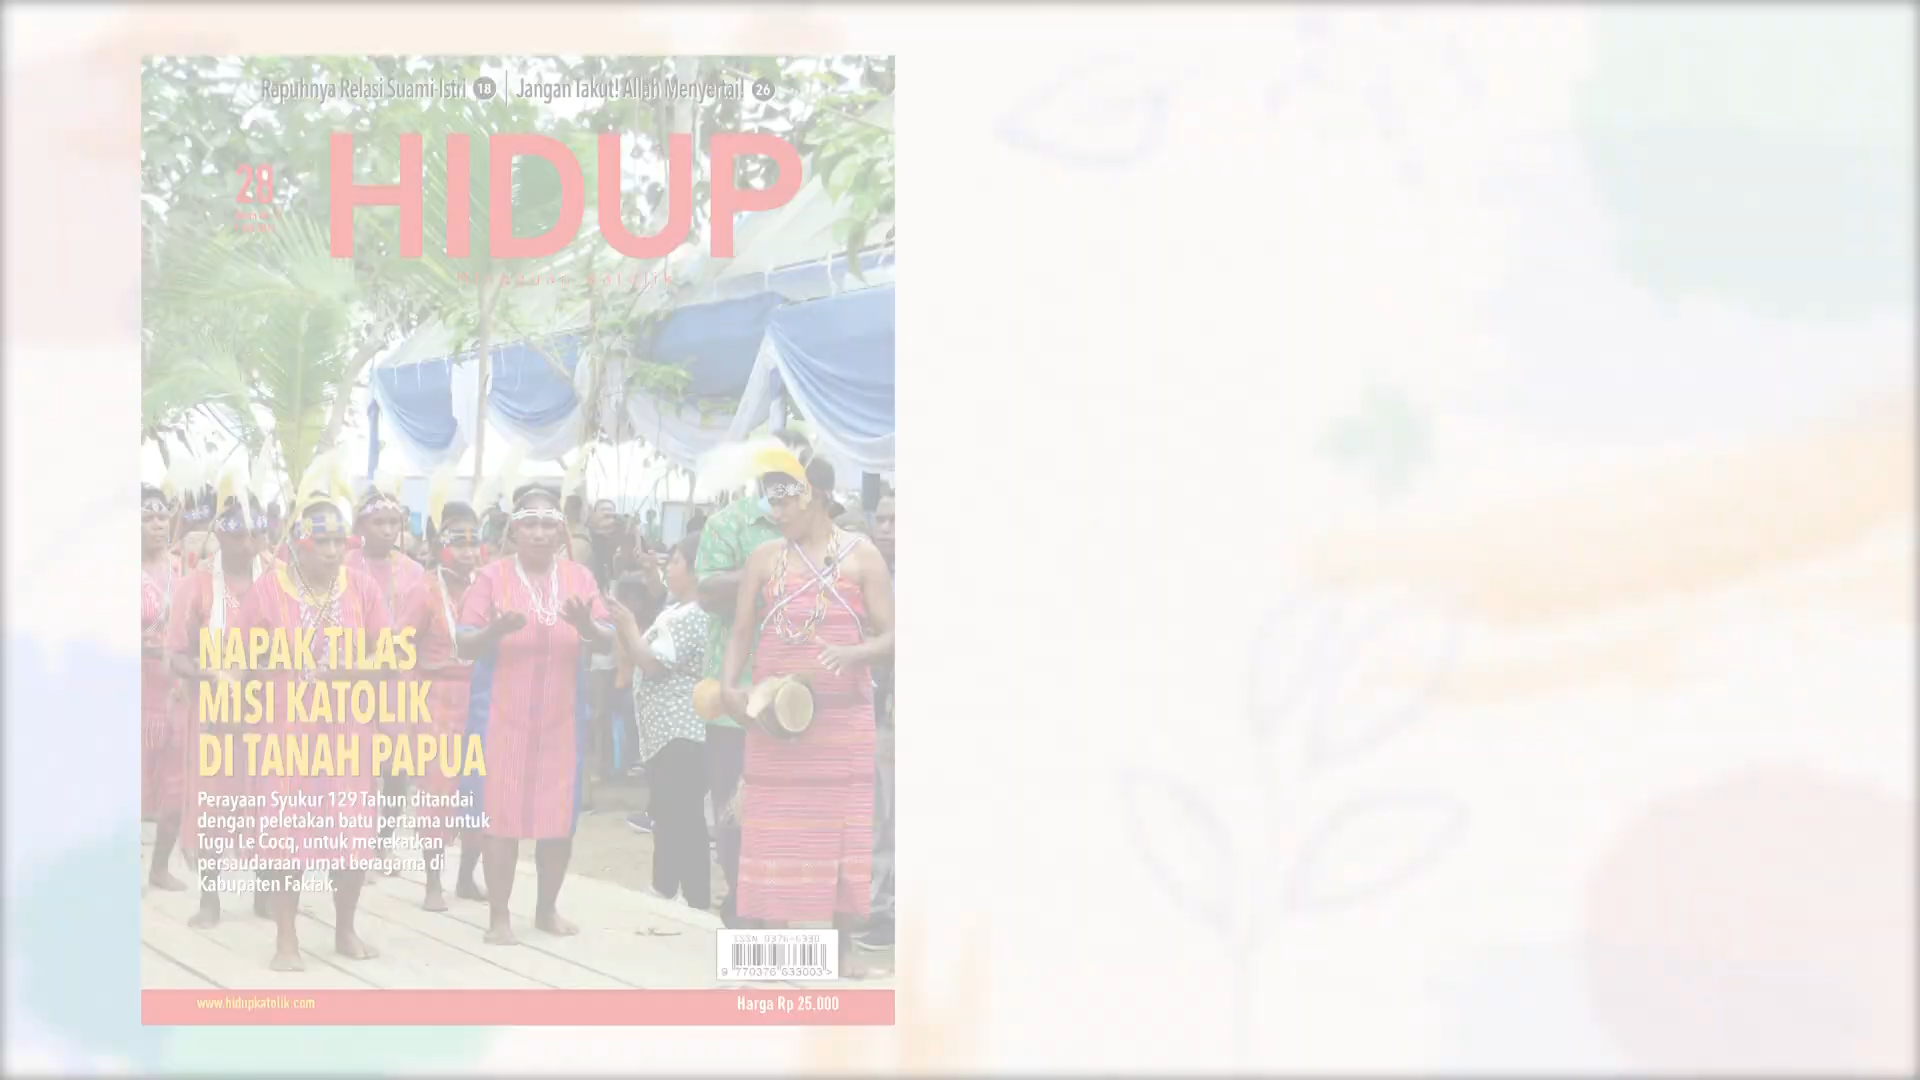 Rapuhnya Relasi Suami-Istri 18 | Jangan Takut! Allah Menyertai! 26
HIDUP
28
Mingguan Katolik
NAPAK TILAS
MISI KATOLIK
DI TANAH PAPUA
Perayaan Syukur 129 Tahun ditandai
dengan peletakan batu pertama untuk
Tugu Le Cocq, untuk merekatkan
persaudaraan umat beragama di
Kabupaten Fakfak.
ISSN 0376-6330
9 770376 633003 >
www.hidupkatolik.com
Harga Rp 25.000